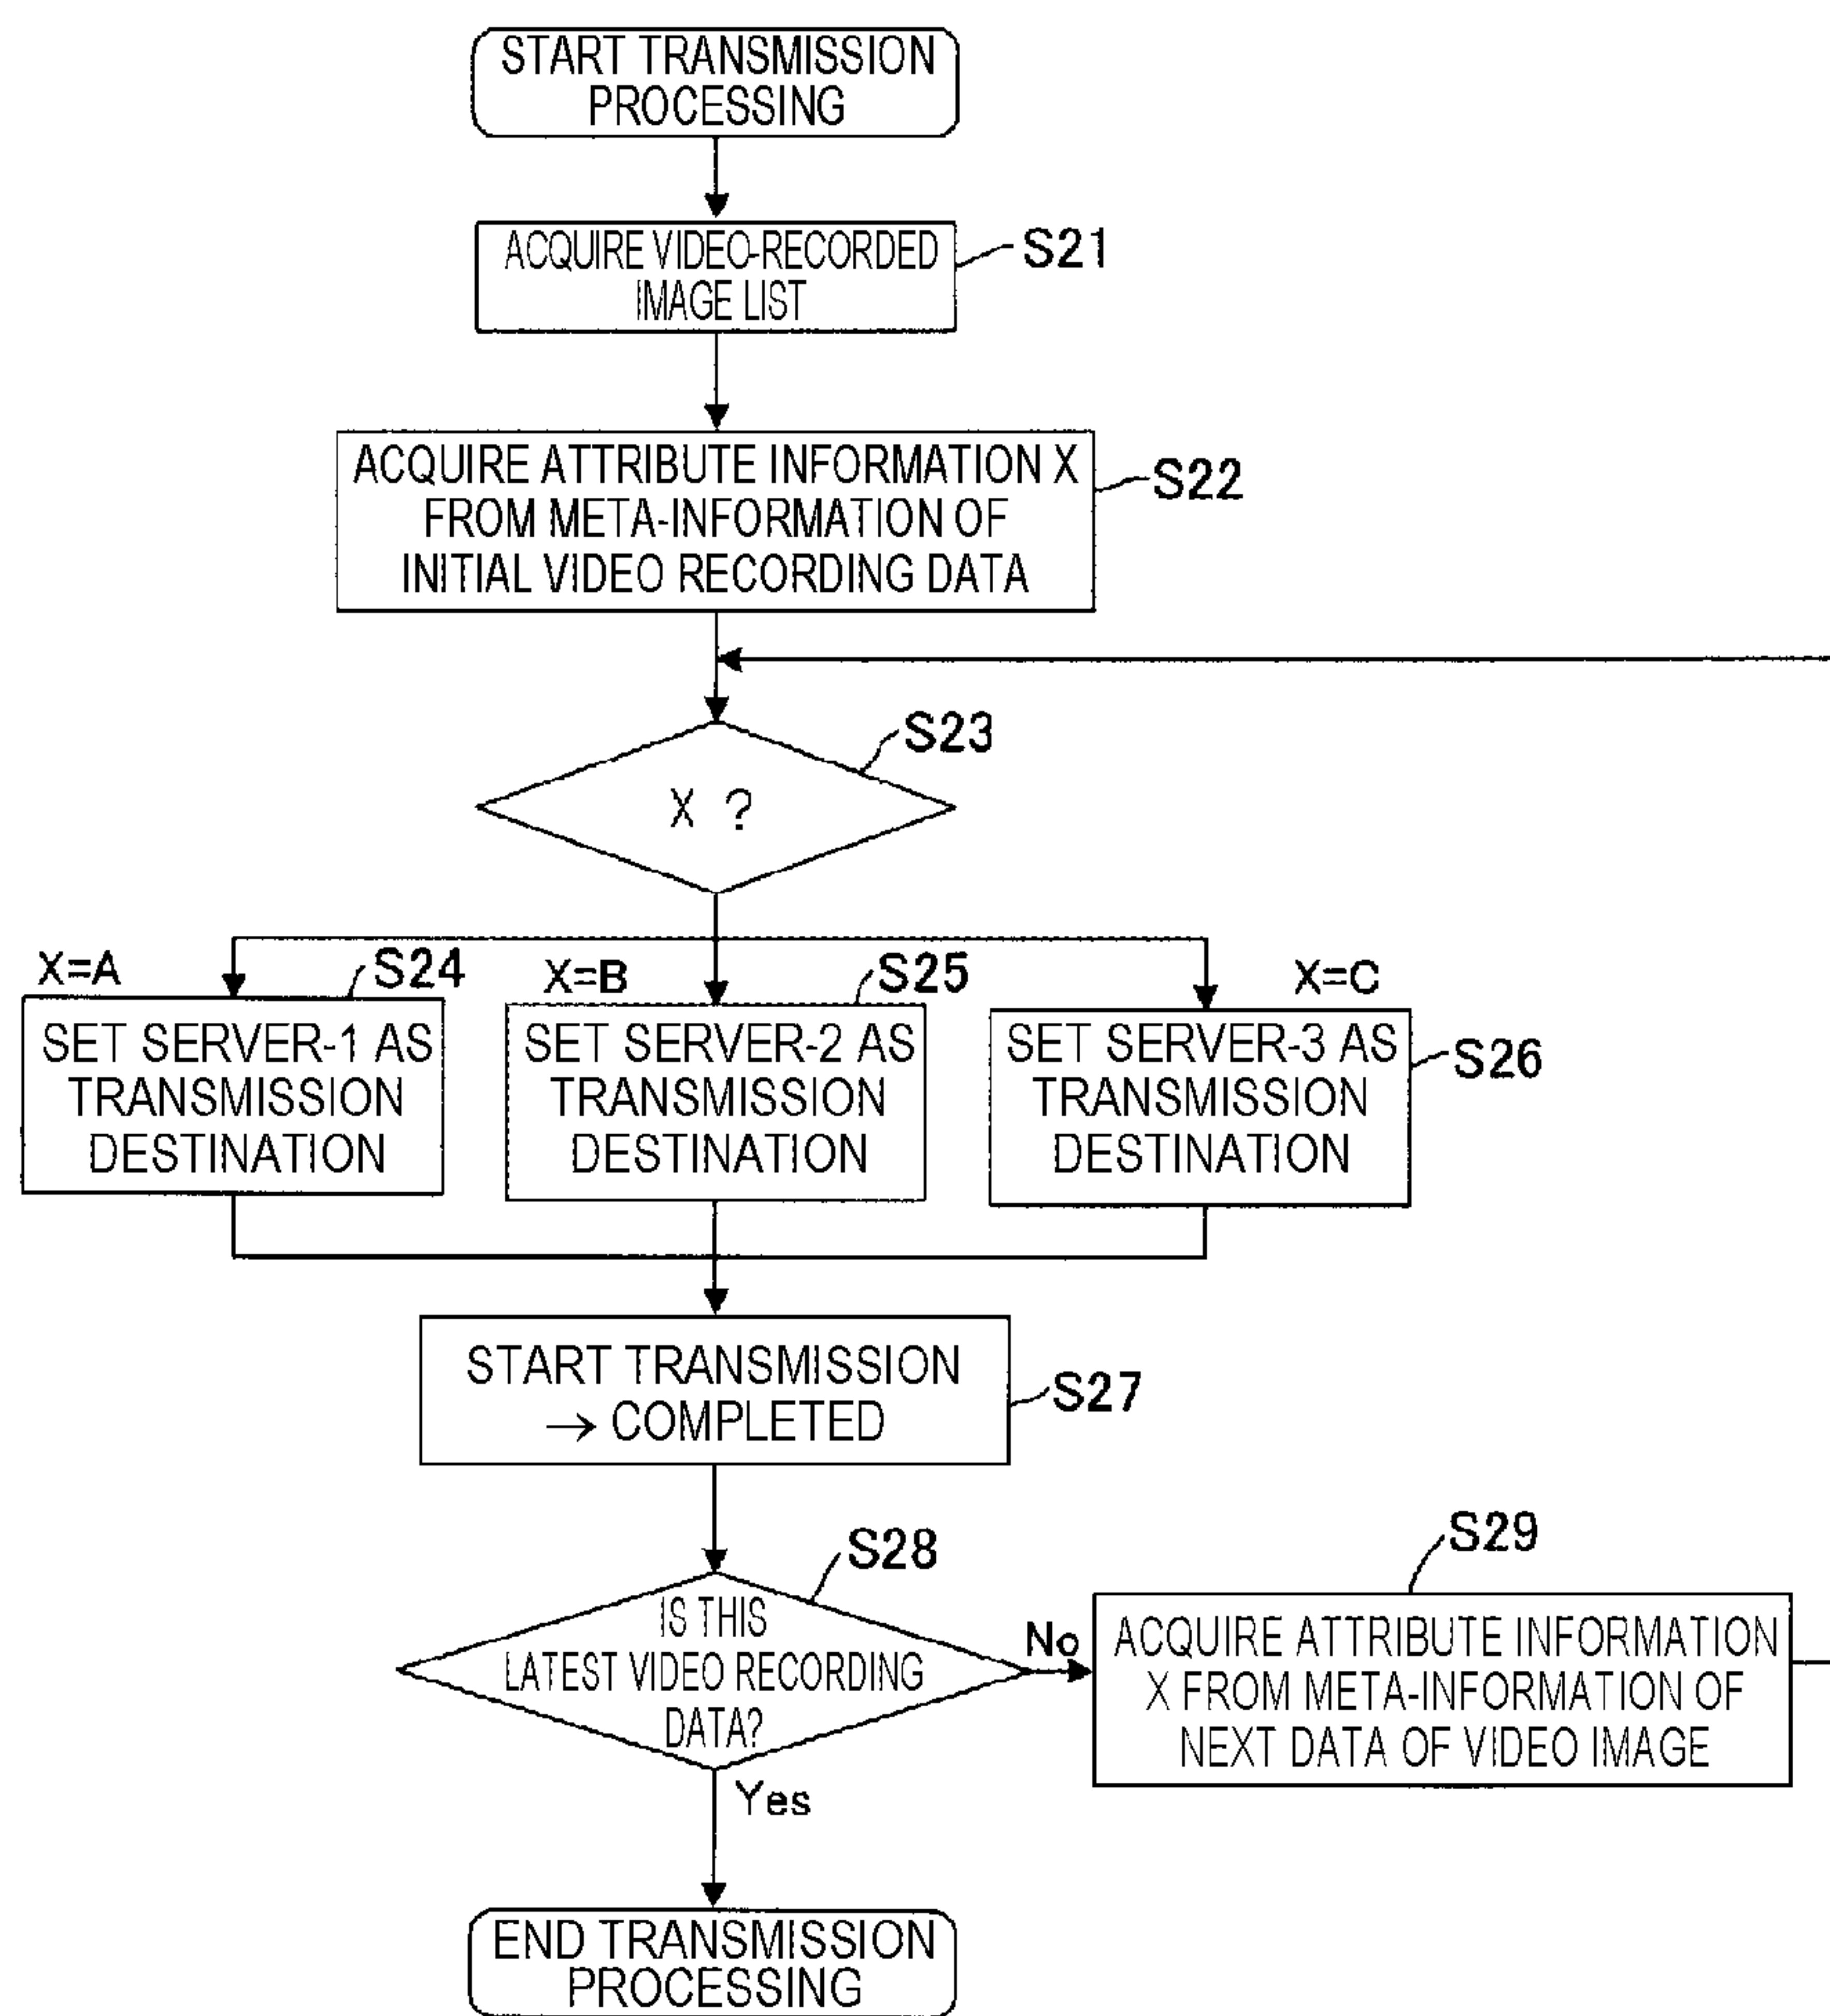 START TRANSMISSION
PROCESSING
ACQUIRE VIDEO-RECORDED
IMAGE LIST
S21
ACQUIRE ATTRIBUTE INFORMATION X
FROM META-INFORMATION OF
INITIAL VIDEO RECORDING DATA
S22
S23
X ?
X=A
S24
X=B
S25
X=C
SET SERVER-1 AS
TRANSMISSION
DESTINATION
SET SERVER-2 AS
TRANSMISSION
DESTINATION
SET SERVER-3 AS
TRANSMISSION
DESTINATION
S26
START TRANSMISSION
→ COMPLETED
S27
S28
IS THIS
LATEST VIDEO RECORDING
DATA?
No
S29
ACQUIRE ATTRIBUTE INFORMATION
X FROM META-INFORMATION OF
NEXT DATA OF VIDEO IMAGE
Yes
END TRANSMISSION
PROCESSING